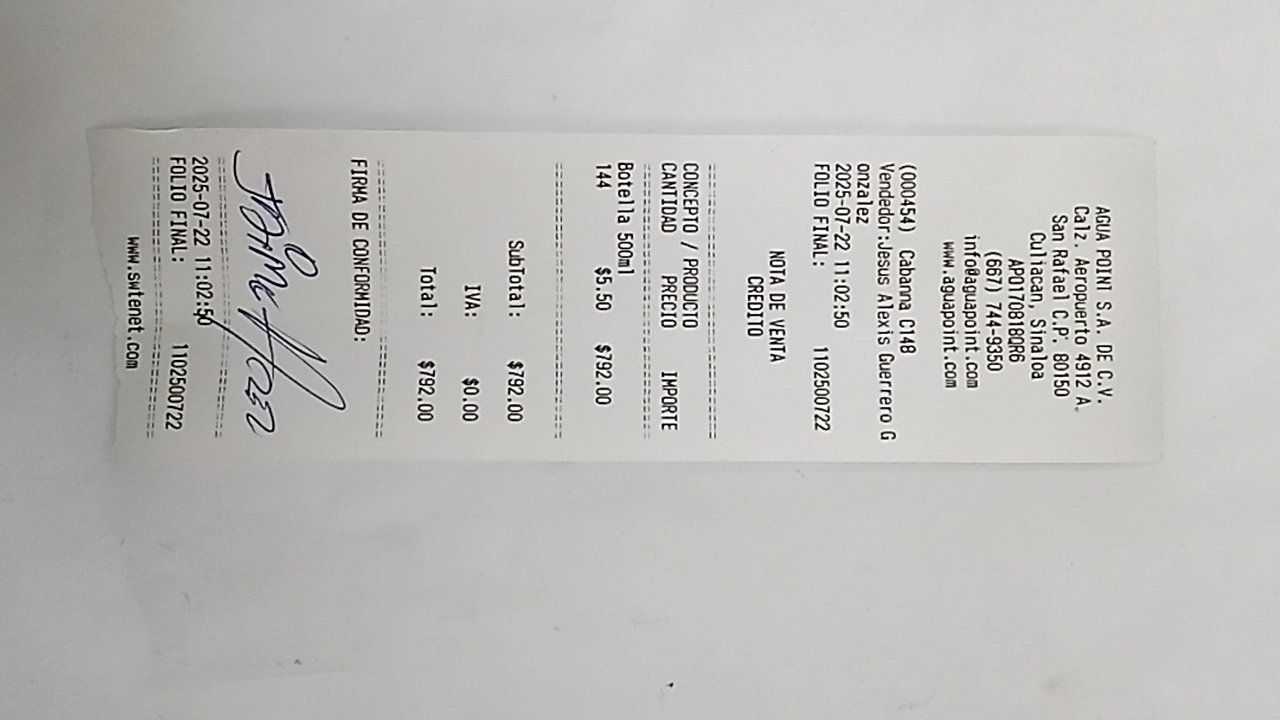 AGUA POINT S.A. DE C.V.
Calz. Aeropuerto 4912 A.
San Rafael C.P. 80150
Culiacan, Sinaloa
APO170818QR6
(667) 744-9350
info@aguapoint.com
www.aguapoint.com
(000454) Cabanna C148
Vendedor:Jesus Alexis Guerrero G
onzalez
2025-07-22 11:02:50
FOLIO FINAL: 1102500722
NOTA DE VENTA
CREDITO
CONCEPTO / PRODUCTO
CANTIDAD PRECIO IMPORTE
Botella 500ml
144 $5.50 $792.00
SubTotal: $792.00
IVA: $0.00
Total: $792.00
FIRMA DE CONFORMIDAD:
2025-07-22 11:02:50
FOLIO FINAL: 1102500722
www.swtenet.com